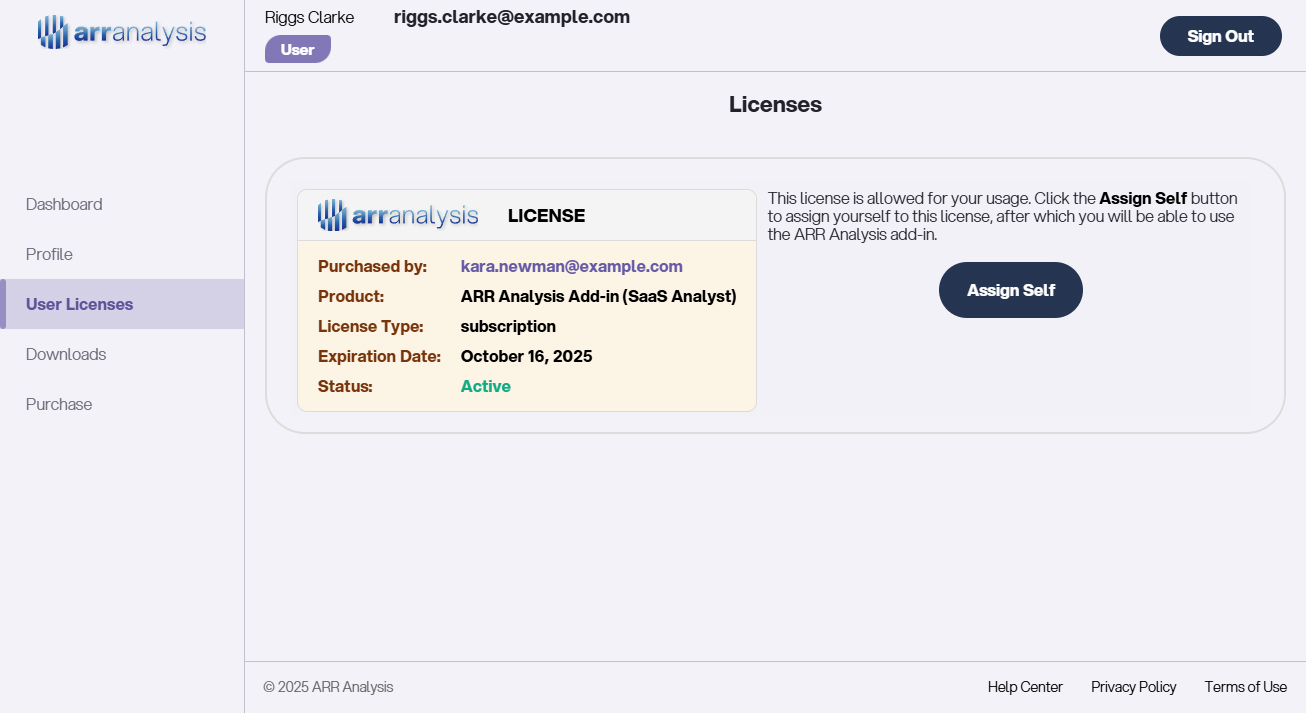 arranalysis
Riggs Clarke riggs.clarke@example.com
User
Sign Out
Dashboard
Profile
User Licenses
Downloads
Purchase
Licenses
arranalysis LICENSE
Purchased by: kara.newman@example.com
Product: ARR Analysis Add-in (SaaS Analyst)
License Type: subscription
Expiration Date: October 16, 2025
Status: Active
This license is allowed for your usage. Click the Assign Self button
to assign yourself to this license, after which you will be able to use
the ARR Analysis add-in.
Assign Self
© 2025 ARR Analysis
Help Center Privacy Policy Terms of Use